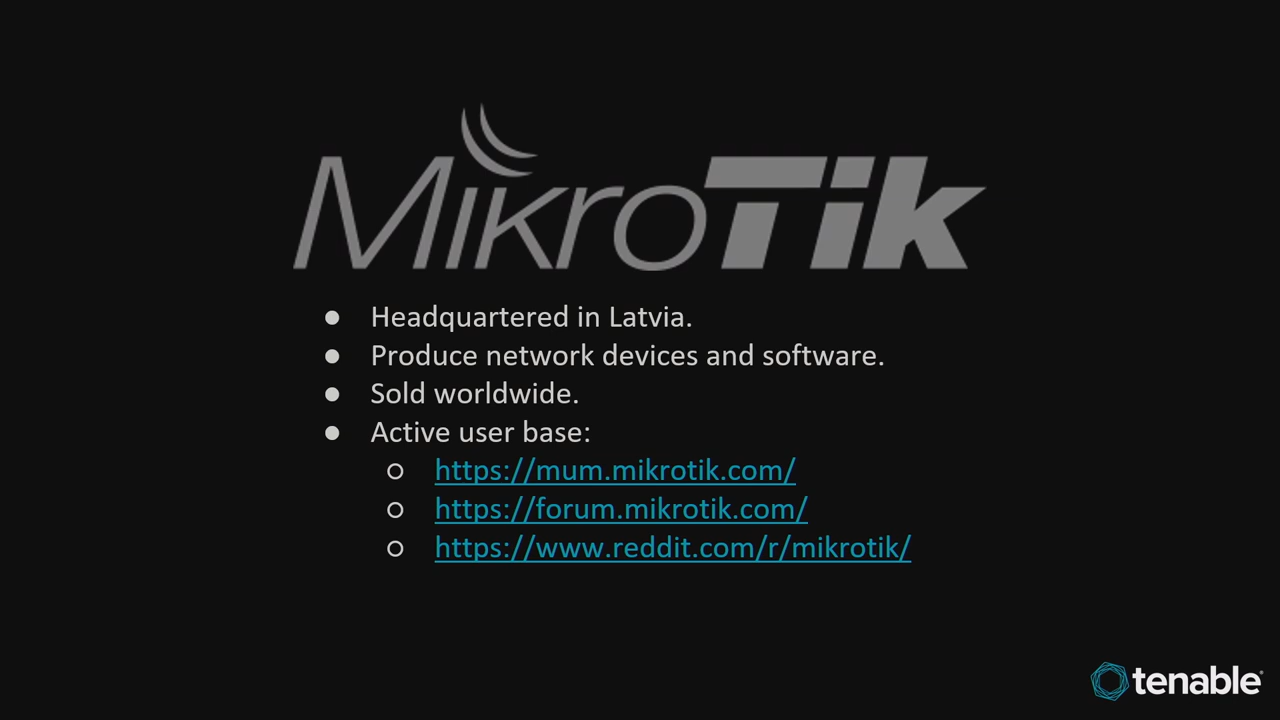 MikroTik
● Headquartered in Latvia.
● Produce network devices and software.
● Sold worldwide.
● Active user base:
○ https://mum.mikrotik.com/
○ https://forum.mikrotik.com/
○ https://www.reddit.com/r/mikrotik/
tenable®